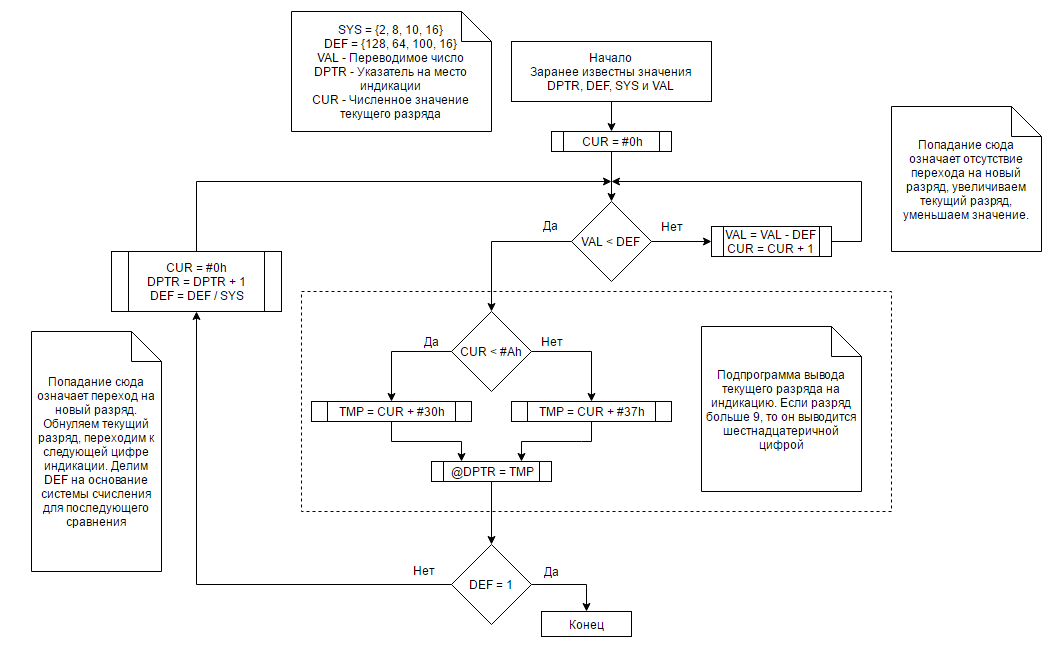 SYS = {2, 8, 10, 16}
DEF = {128, 64, 100, 16}
VAL - Переводимое число
DPTR - Указатель на место
индикации
CUR - Численное значение
текущего разряда
Начало
Заранее известны значения
DPTR, DEF, SYS и VAL
CUR = #0h
Попадание сюда
означает отсутствие
перехода на новый
разряд, увеличиваем
текущий разряд,
уменьшаем значение.
Да
VAL < DEF
Нет
VAL = VAL - DEF
CUR = CUR + 1
CUR = #0h
DPTR = DPTR + 1
DEF = DEF / SYS
Да
CUR < #Ah
Нет
TMP = CUR + #30h
TMP = CUR + #37h
@DPTR = TMP
Подпрограмма вывода
текущего разряда на
индикацию. Если разряд
больше 9, то он выводится
шестнадцатеричной
цифрой
Попадание сюда
означает переход на
новый разряд.
Обнуляем текущий
разряд, переходим к
следующей цифре
индикации. Делим
DEF на основание
системы счисления
для последующего
сравнения
Нет
DEF = 1
Да
Конец